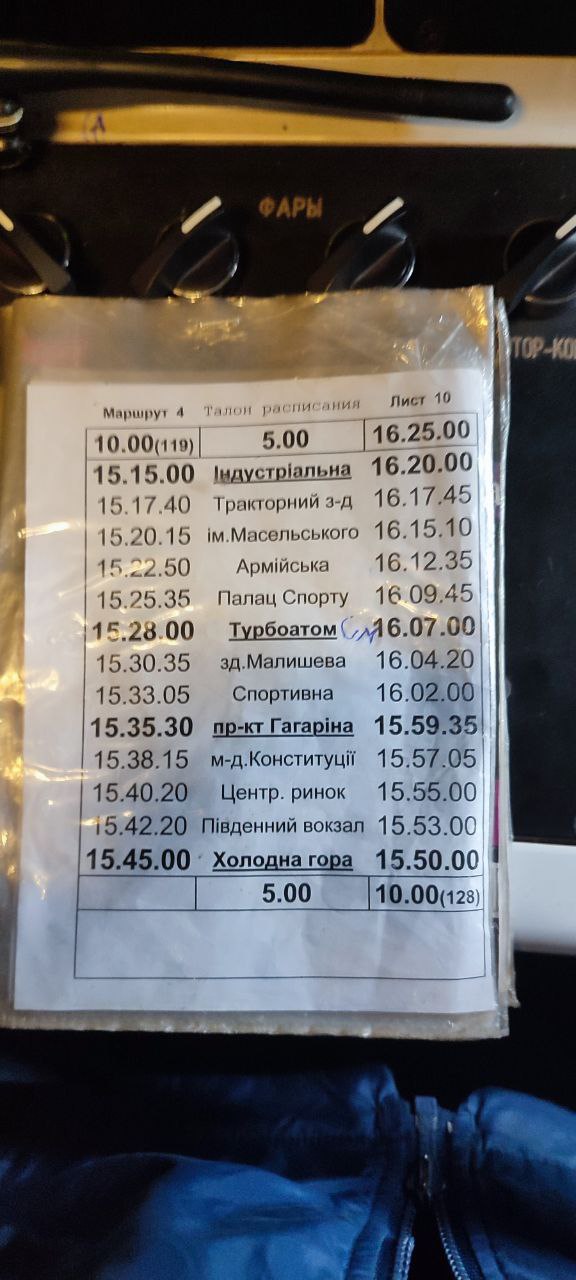 ФАРЫ
Маршрут 4 Талон расписания Лист 10
10.00(119) 5.00 16.25.00
15.15.00 Індустріальна 16.20.00
15.17.40 Тракторний з-д 16.17.45
15.20.15 ім.Масельського 16.15.10
15.22.50 Армійська 16.12.35
15.25.35 Палац Спорту 16.09.45
15.28.00 Турбоатом См 16.07.00
15.30.35 зд.Малишева 16.04.20
15.33.05 Спортивна 16.02.00
15.35.30 пр-кт Гагаріна 15.59.35
15.38.15 м-д.Конституції 15.57.05
15.40.20 Центр. ринок 15.55.00
15.42.20 Південний вокзал 15.53.00
15.45.00 Холодна гора 15.50.00
5.00 10.00(128)